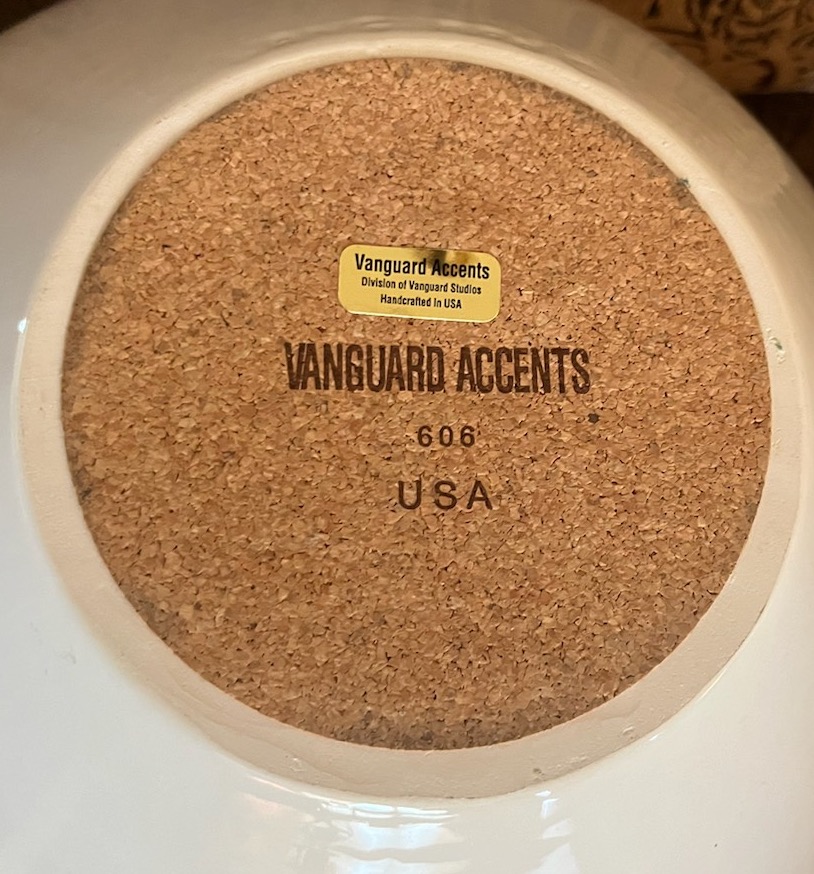 Vanguard Accents
Division of Vanguard Studios
Handcrafted In USA
VANGUARD ACCENTS
606
USA